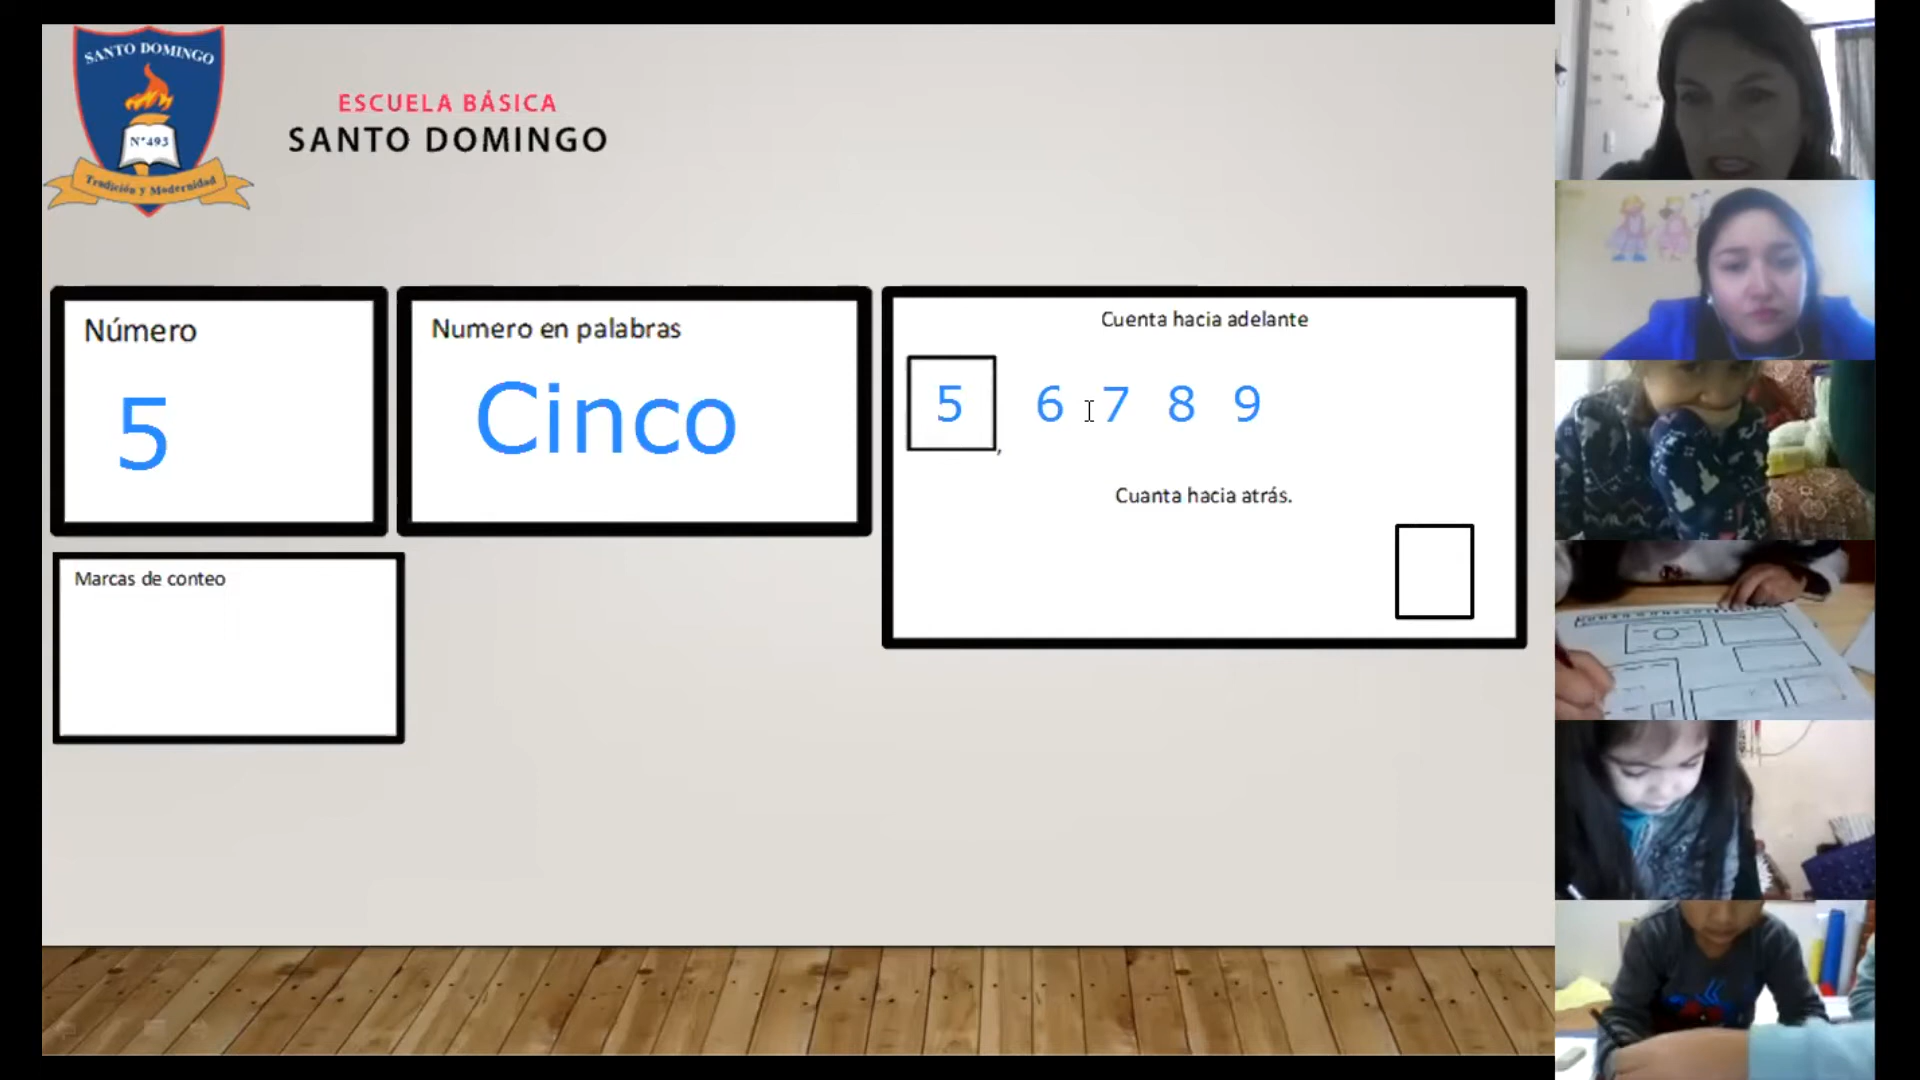 SANTO DOMINGO
N°493
Tradición y Modernidad
ESCUELA BÁSICA
SANTO DOMINGO
Número
5
Numero en palabras
Cinco
Cuenta hacia adelante
5, 6 7 8 9
Cuanta hacia atrás.
Marcas de conteo